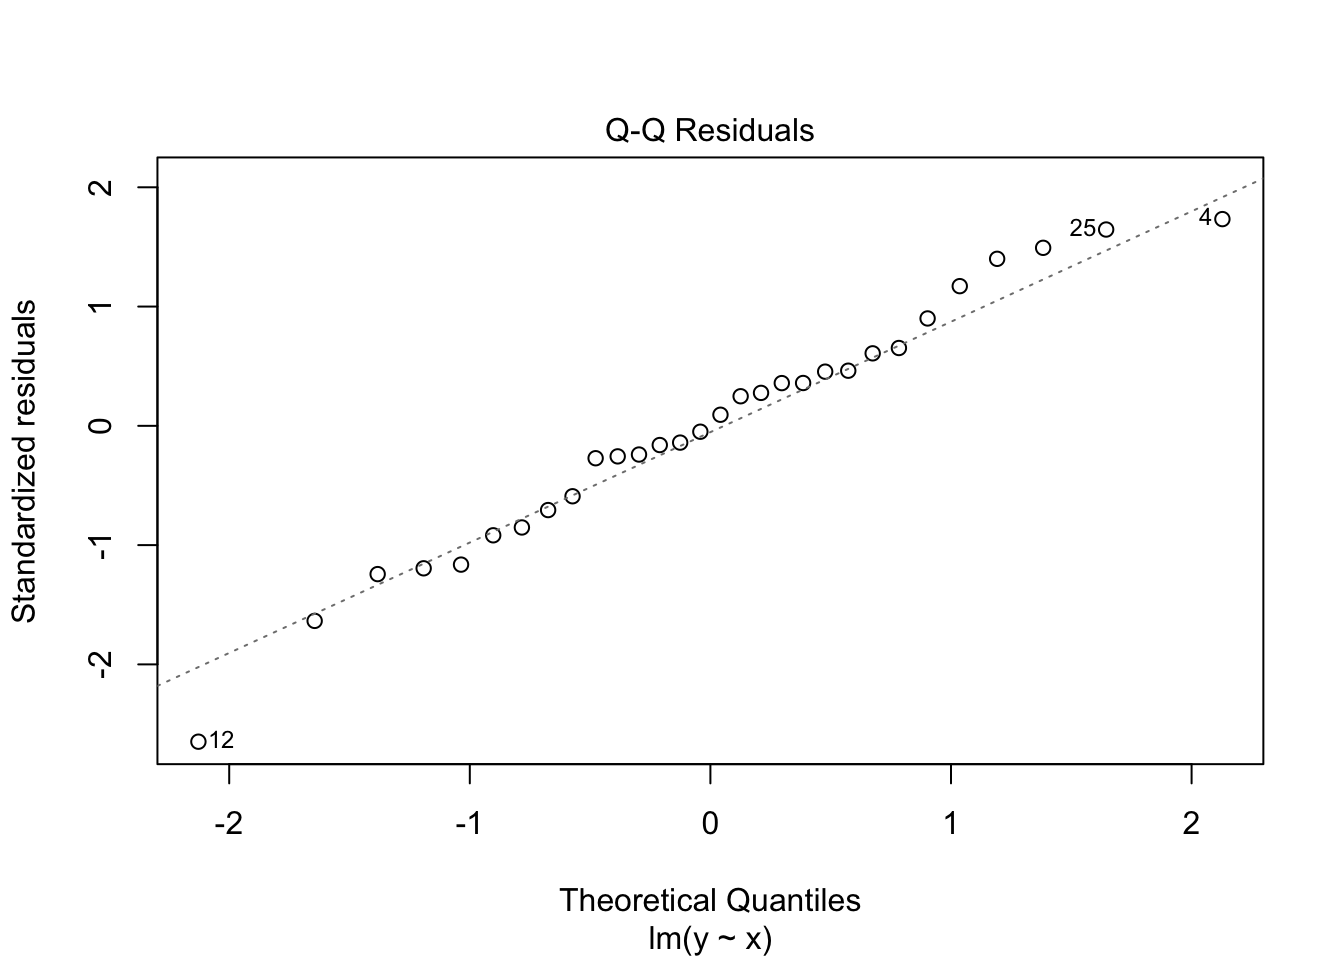 Q-Q Residuals
Standardized residuals
2
1
0
-1
-2
25
4
12
-2 -1 0 1 2
Theoretical Quantiles
lm(y ~ x)